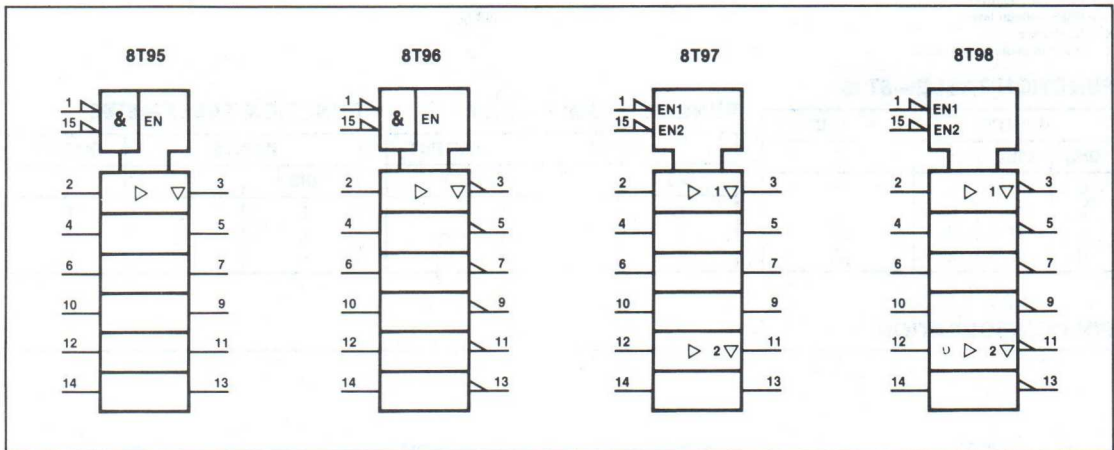 8T95 8T96 8T97 8T98
1 1 1 EN1 1 EN1
15 & EN 15 & EN 15 EN2 15 EN2
2 3 2 3 2 1 3 2 1 3
4 5 4 5 4 5 4 5
6 7 6 7 6 7 6 7
10 9 10 9 10 9 10 9
12 11 12 11 12 2 11 12 2 11
14 13 14 13 14 13 14 13